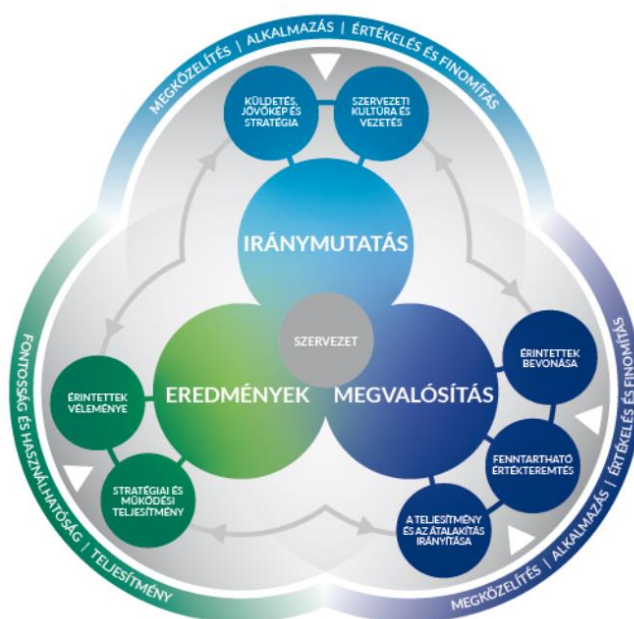 MEGKÖZELÍTÉS | ALKALMAZÁS | ÉRTÉKELÉS ÉS FINOMÍTÁS
KÜLDETÉS,
JÖVŐKÉP ÉS
STRATÉGIA
SZERVEZETI
KULTÚRA ÉS
VEZETÉS
IRÁNYMUTATÁS
SZERVEZET
EREDMÉNYEK
MEGVALÓSÍTÁS
ÉRINTETTEK
VÉLEMÉNYE
STRATÉGIAI ÉS
MŰKÖDÉSI
TELJESÍTMÉNY
ÉRINTETTEK
BEVONÁSA
FENNTARTHATÓ
ÉRTÉKTEREMTÉS
A TELJESÍTMÉNY
ÉS AZ ÁTALAKÍTÁS
IRÁNYÍTÁSA
FONTOSSÁG ÉS HASZNÁLHATÓSÁG | TELJESÍTMÉNY
MEGKÖZELÍTÉS | ALKALMAZÁS | ÉRTÉKELÉS ÉS FINOMÍTÁS